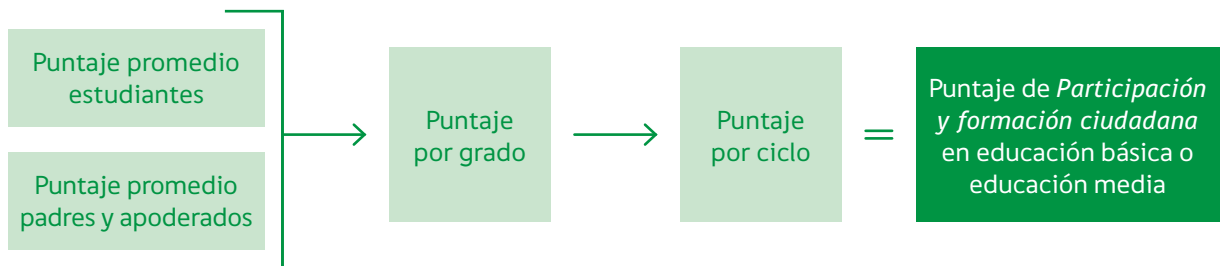 Puntaje promedio
estudiantes
Puntaje promedio
padres y apoderados
Puntaje
por grado
Puntaje
por ciclo
=
Puntaje de Participación
y formación ciudadana
en educación básica o
educación media